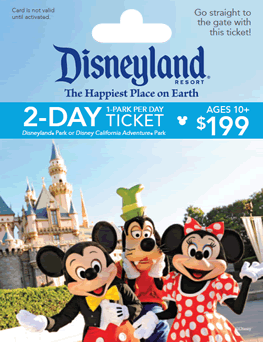 Card is not valid
until activated.
Go straight to
the gate with
this ticket!
Disneyland®
RESORT
The Happiest Place on Earth
2-DAY 1-PARK PER DAY
TICKET
AGES 10+
$199
Disneyland® Park or Disney California Adventure® Park
©Disney